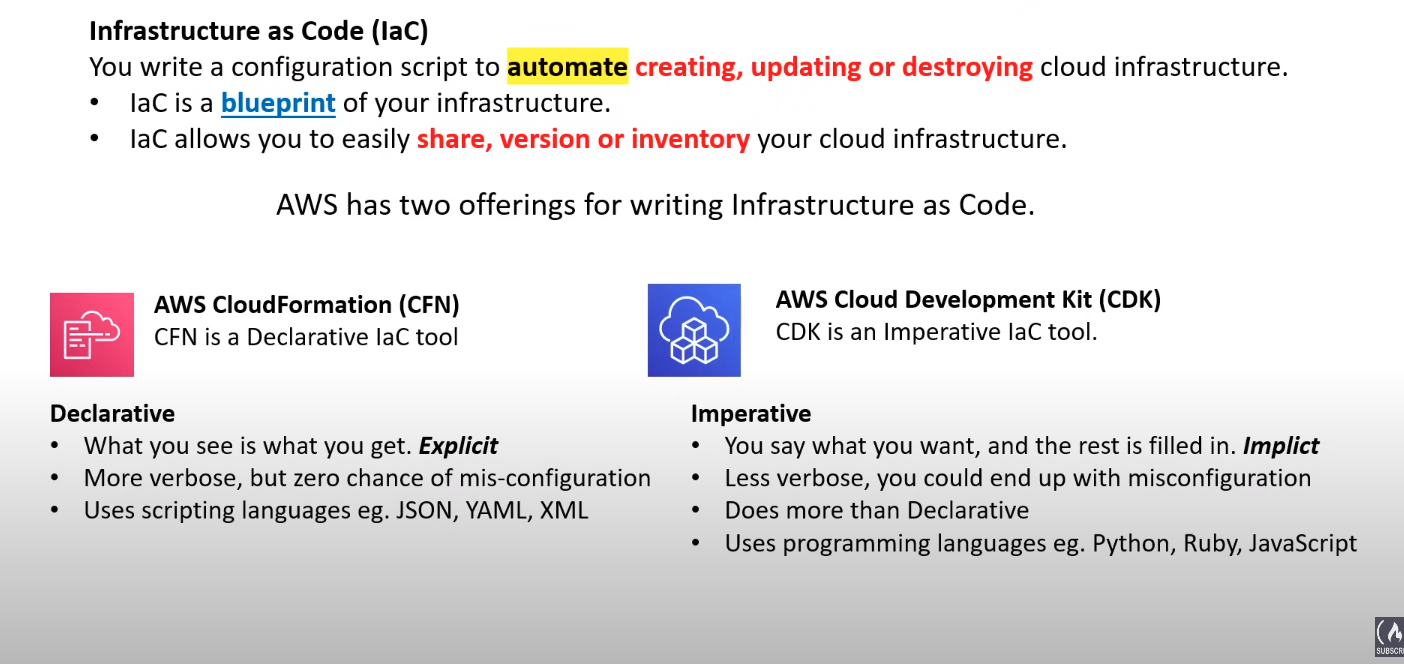 Infrastructure as Code (IaC)
You write a configuration script to automate creating, updating or destroying cloud infrastructure.
• IaC is a blueprint of your infrastructure.
• IaC allows you to easily share, version or inventory your cloud infrastructure.
AWS has two offerings for writing Infrastructure as Code.
AWS CloudFormation (CFN)
CFN is a Declarative IaC tool
Declarative
• What you see is what you get. Explicit
• More verbose, but zero chance of mis-configuration
• Uses scripting languages eg. JSON, YAML, XML
AWS Cloud Development Kit (CDK)
CDK is an Imperative IaC tool.
Imperative
• You say what you want, and the rest is filled in. Implict
• Less verbose, you could end up with misconfiguration
• Does more than Declarative
• Uses programming languages eg. Python, Ruby, JavaScript
SUBSCRI